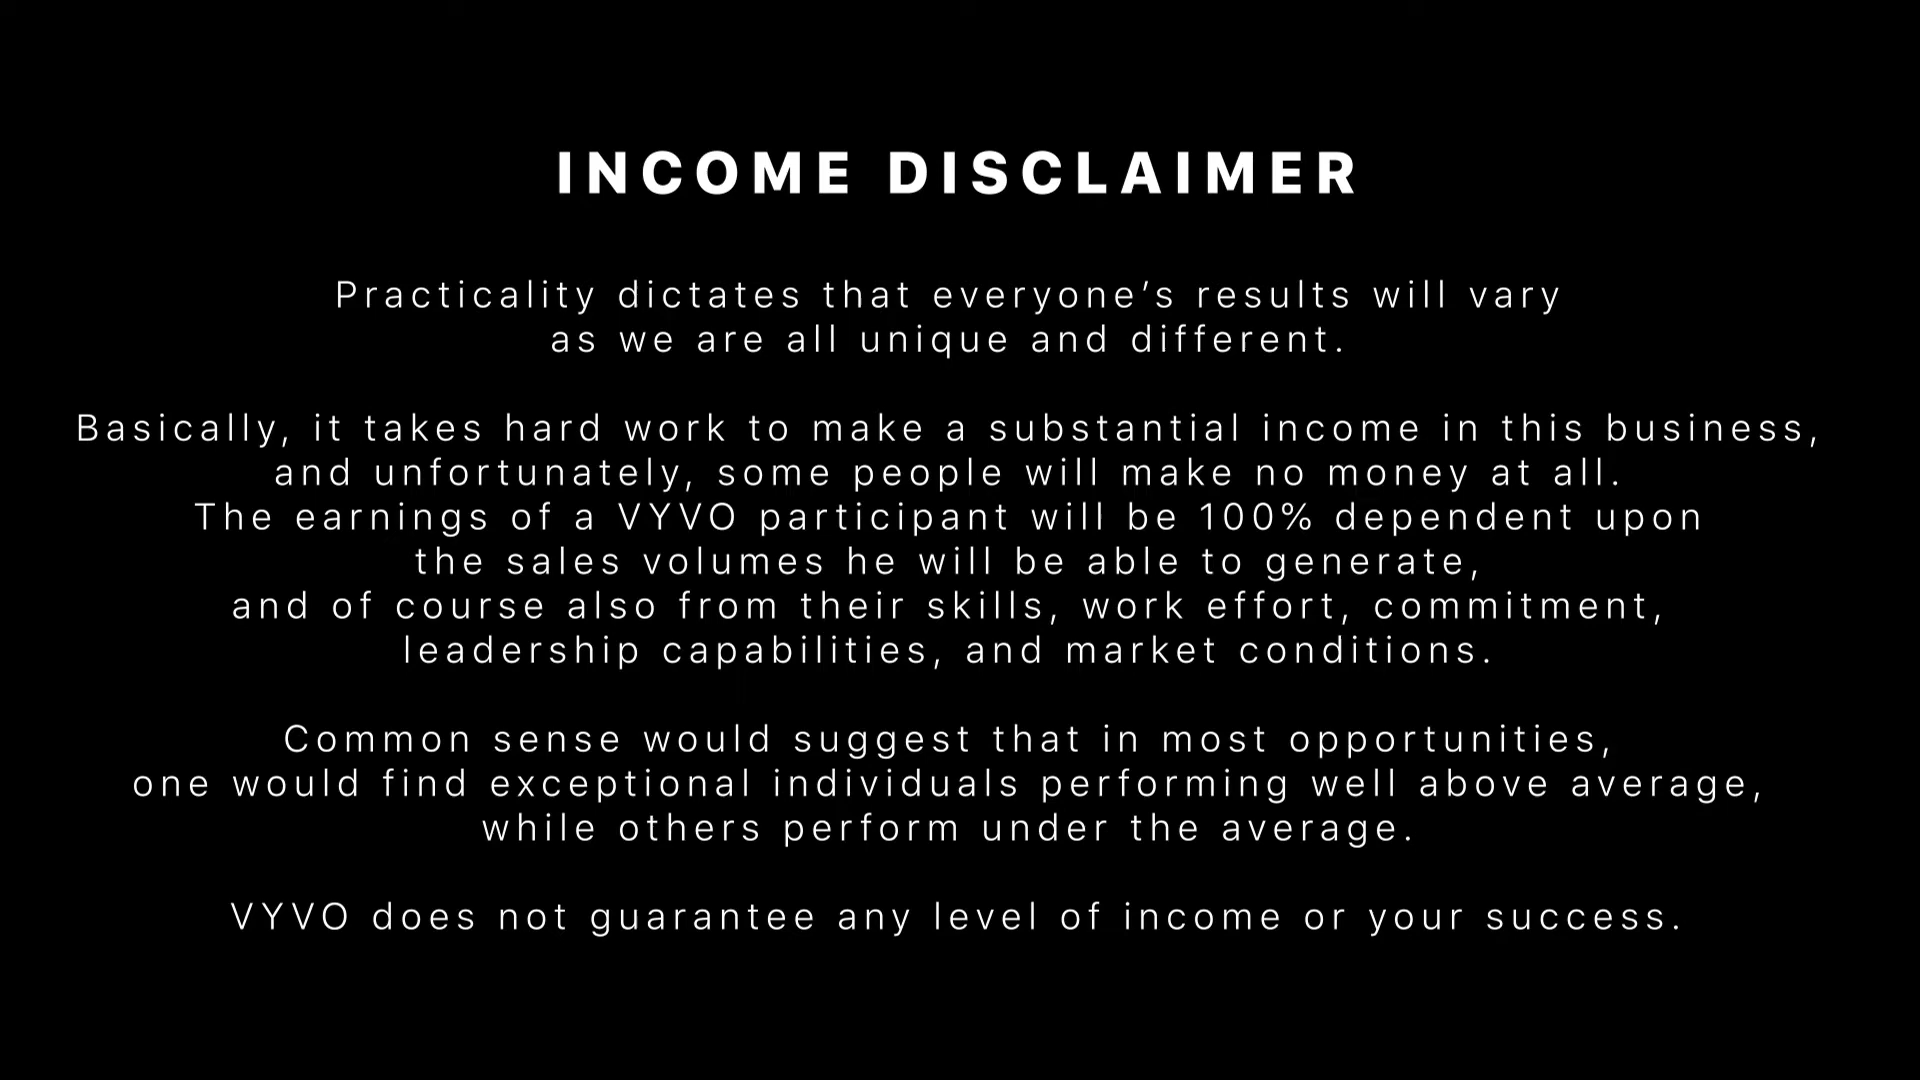 INCOME DISCLAIMER
Practicality dictates that everyone’s results will vary
as we are all unique and different.
Basically, it takes hard work to make a substantial income in this business,
and unfortunately, some people will make no money at all.
The earnings of a VYVO participant will be 100% dependent upon
the sales volumes he will be able to generate,
and of course also from their skills, work effort, commitment,
leadership capabilities, and market conditions.
Common sense would suggest that in most opportunities,
one would find exceptional individuals performing well above average,
while others perform under the average.
VYVO does not guarantee any level of income or your success.